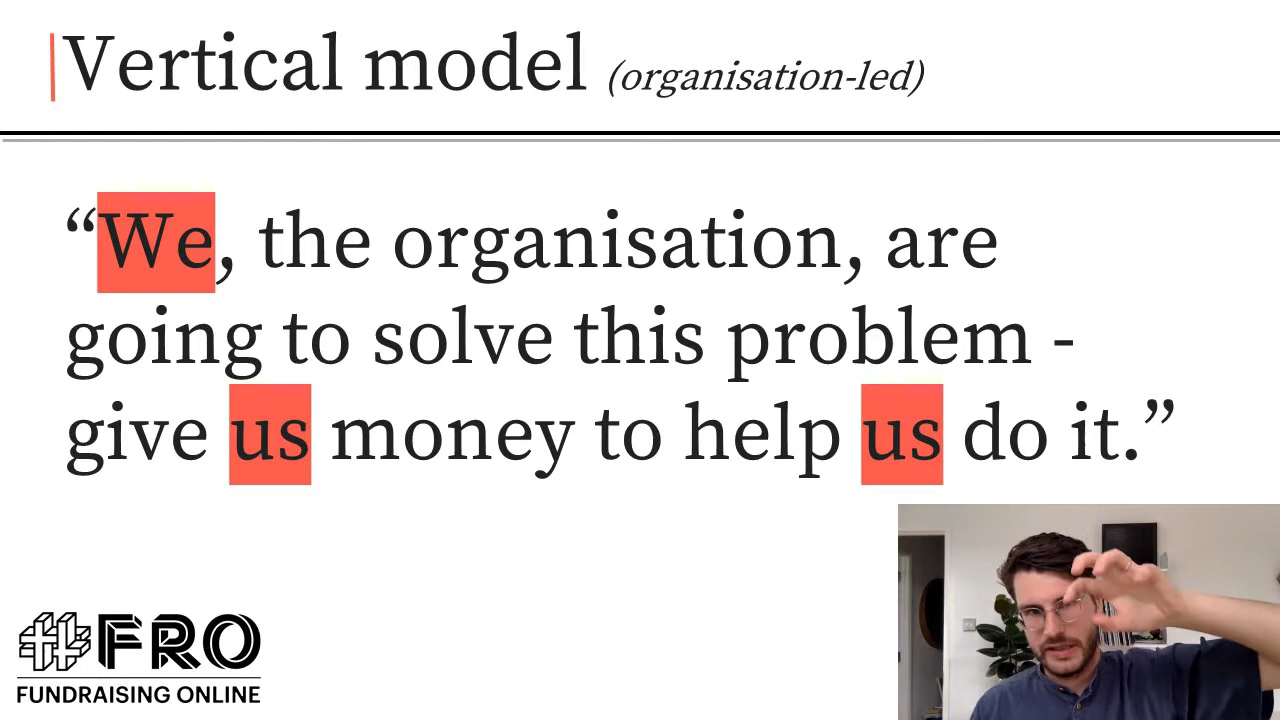 Vertical model (organisation-led)
“We, the organisation, are
going to solve this problem -
give us money to help us do it.”
#FRO
FUNDRAISING ONLINE